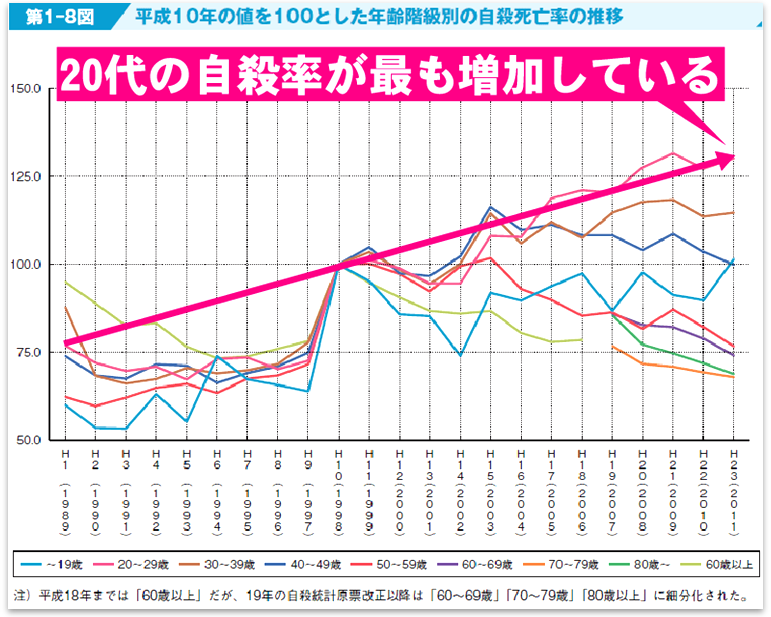 第1-8図 平成10年の値を100とした年齢階級別の自殺死亡率の推移
20代の自殺率が最も増加している
150.0
125.0
100.0
75.0
50.0
H1(1989) H2(1990) H3(1991) H4(1992) H5(1993) H6(1994) H7(1995) H8(1996) H9(1997) H10(1998) H11(1999) H12(2000) H13(2001) H14(2002) H15(2003) H16(2004) H17(2005) H18(2006) H19(2007) H20(2008) H21(2009) H22(2010) H23(2011)
~19歳 20~29歳 30~39歳 40~49歳 50~59歳 60~69歳 70~79歳 80歳~ 60歳以上
注)平成18年までは「60歳以上」だが、19年の自殺統計原票改正以降は「60~69歳」「70~79歳」「80歳以上」に細分化された。